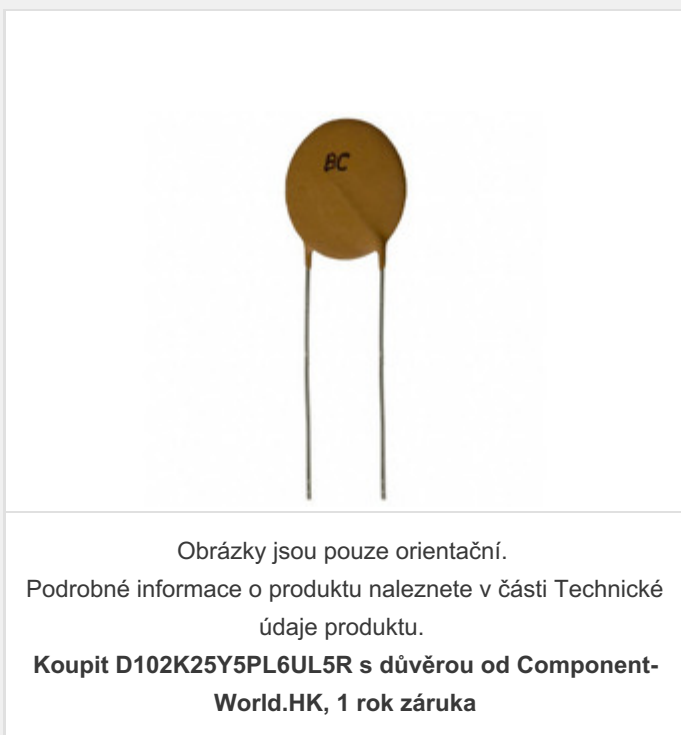 BC
Obrázky jsou pouze orientační.
Podrobné informace o produktu naleznete v části Technické
údaje produktu.
Koupit D102K25Y5PL6UL5R s důvěrou od Component-
World.HK, 1 rok záruka